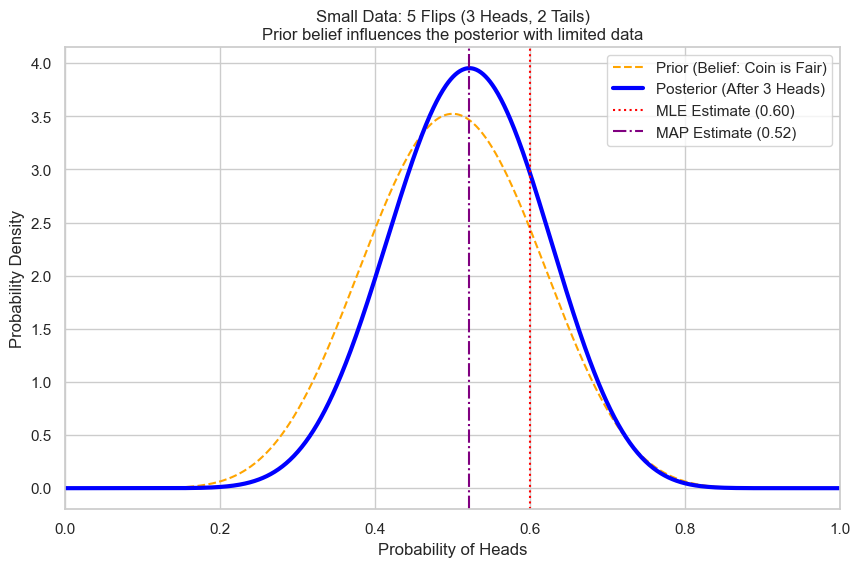 Small Data: 5 Flips (3 Heads, 2 Tails)
Prior belief influences the posterior with limited data
Prior (Belief: Coin is Fair)
Posterior (After 3 Heads)
MLE Estimate (0.60)
MAP Estimate (0.52)
Probability Density
4.0
3.5
3.0
2.5
2.0
1.5
1.0
0.5
0.0
0.0
0.2
0.4
0.6
0.8
1.0
Probability of Heads